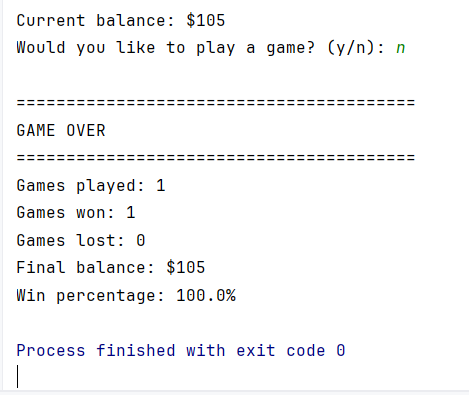 Current balance: $105
Would you like to play a game? (y/n): n
========================================
GAME OVER
========================================
Games played: 1
Games won: 1
Games lost: 0
Final balance: $105
Win percentage: 100.0%
Process finished with exit code 0